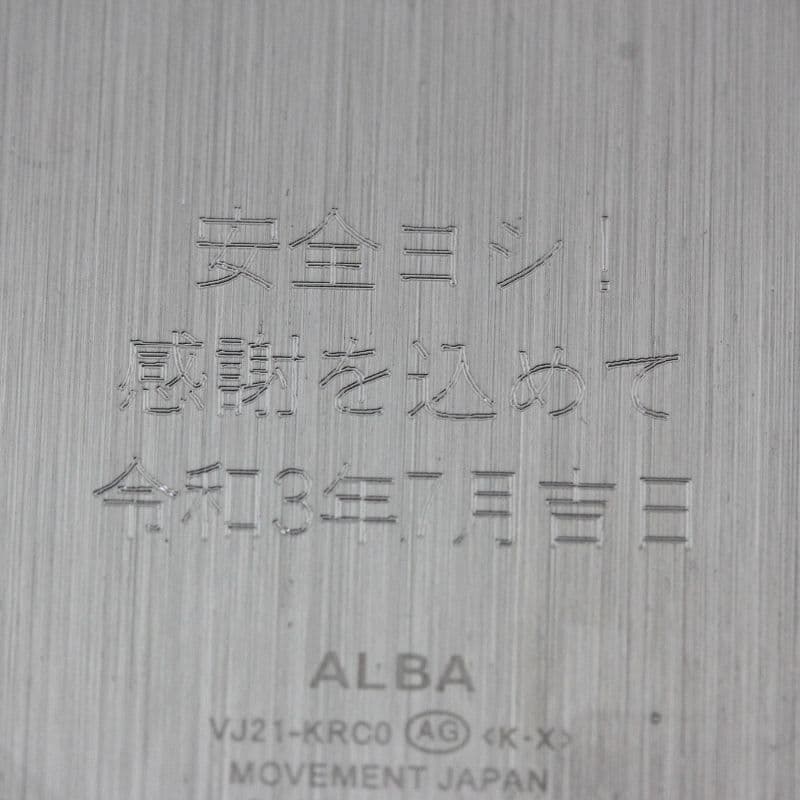 安全ヨシ!
感謝を込めて
令和3年7月吉日
ALBA
VJ21-KRC0 AG <K-X>
MOVEMENT JAPAN